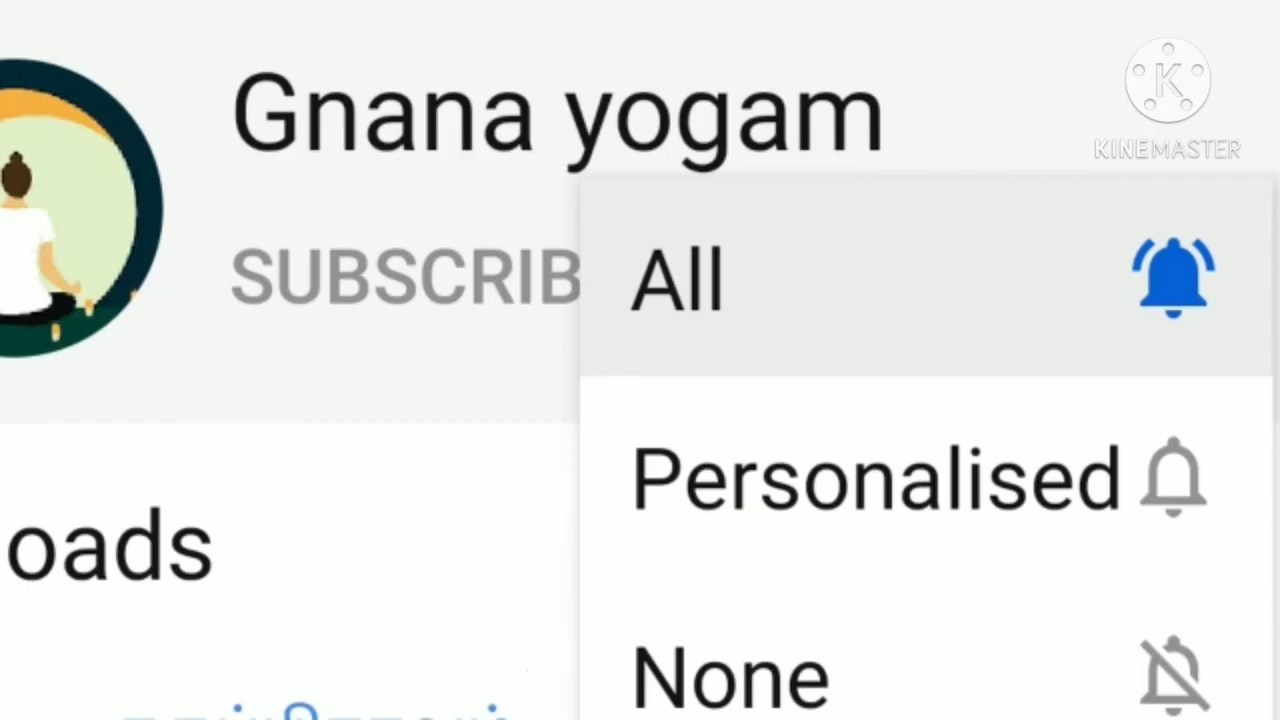 Gnana yogam
KINEMASTER
SUBSCRIB
All
Personalised
oads
None